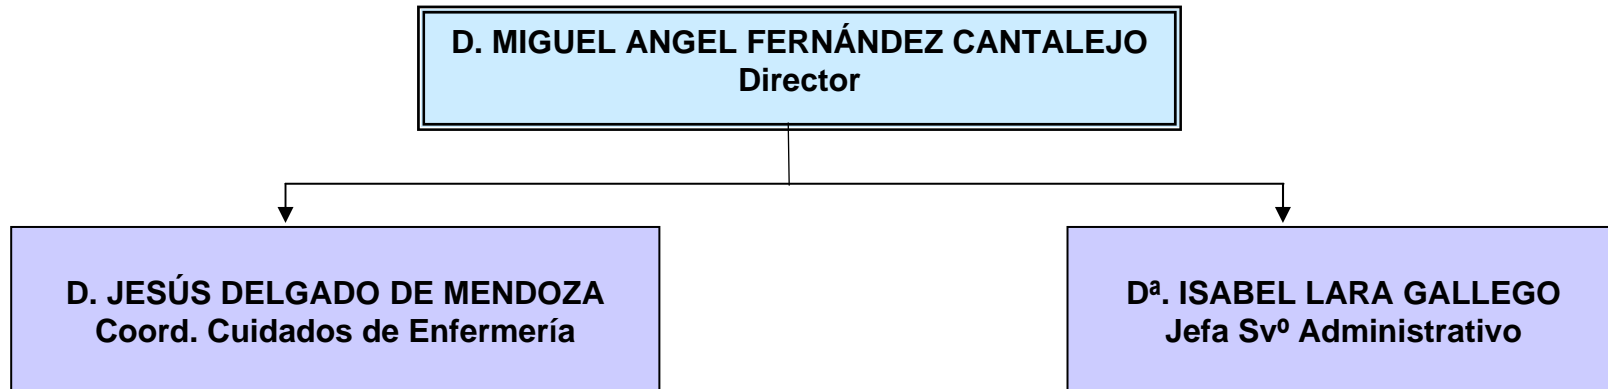 D. MIGUEL ANGEL FERNÁNDEZ CANTALEJO
Director
D. JESÚS DELGADO DE MENDOZA
Coord. Cuidados de Enfermería
Dª. ISABEL LARA GALLEGO
Jefa Svº Administrativo